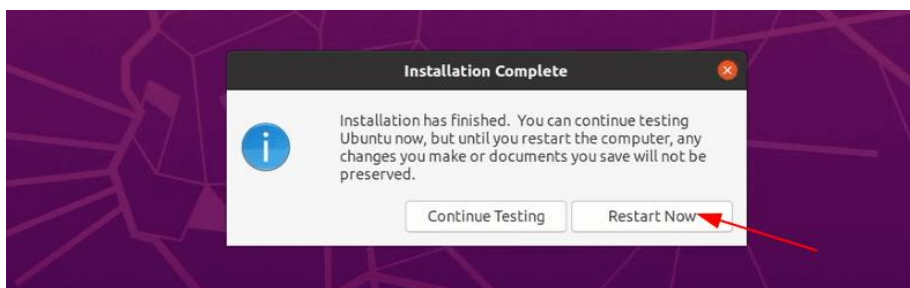 Installation Complete
Installation has finished. You can continue testing
Ubuntu now, but until you restart the computer, any
changes you make or documents you save will not be
preserved.
Continue Testing
Restart Now